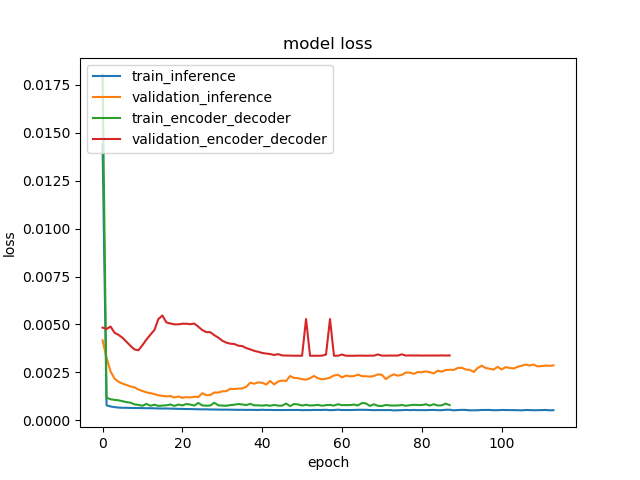 model loss
train_inference
validation_inference
train_encoder_decoder
validation_encoder_decoder
0.0175
0.0150
0.0125
0.0100
0.0075
0.0050
0.0025
0.0000
loss
0 20 40 60 80 100
epoch